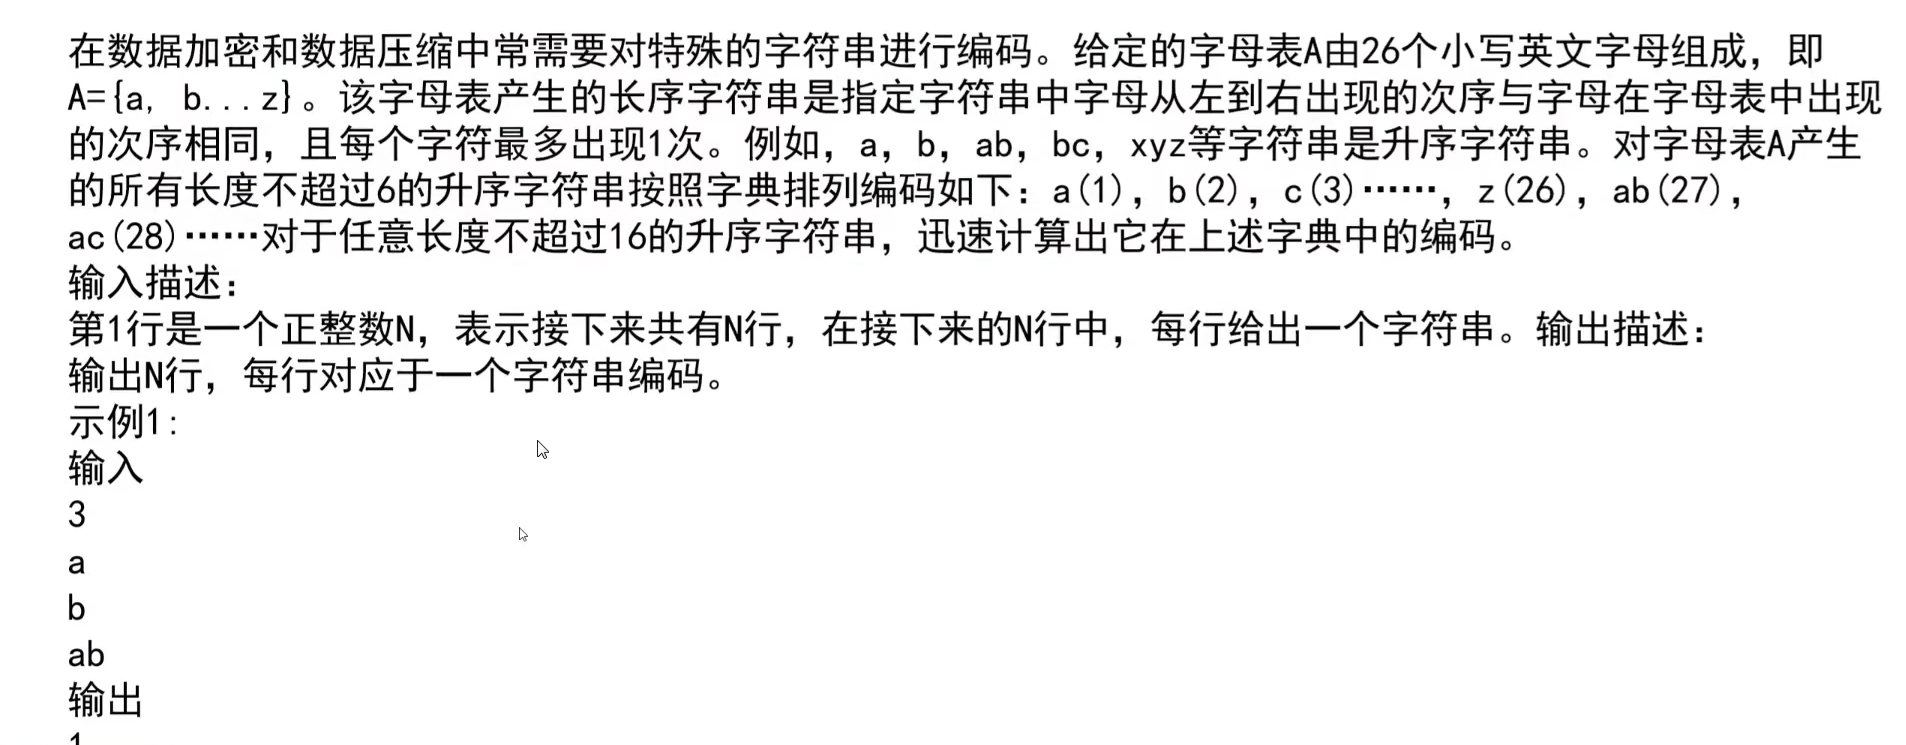 在数据加密和数据压缩中常需要对特殊的字符串进行编码。给定的字母表A由26个小写英文字母组成，即
A={a, b...z}。该字母表产生的长序字符串是指定字符串中字母从左到右出现的次序与字母在字母表中出现
的次序相同，且每个字符最多出现1次。例如，a，b，ab，bc，xyz等字符串是升序字符串。对字母表A产生
的所有长度不超过6的升序字符串按照字典排列编码如下：a(1)，b(2)，c(3)……，z(26)，ab(27)，
ac(28)……对于任意长度不超过16的升序字符串，迅速计算出它在上述字典中的编码。
输入描述：
第1行是一个正整数N，表示接下来共有N行，在接下来的N行中，每行给出一个字符串。输出描述：
输出N行，每行对应于一个字符串编码。
示例1:
输入
3
a
b
ab
输出
1